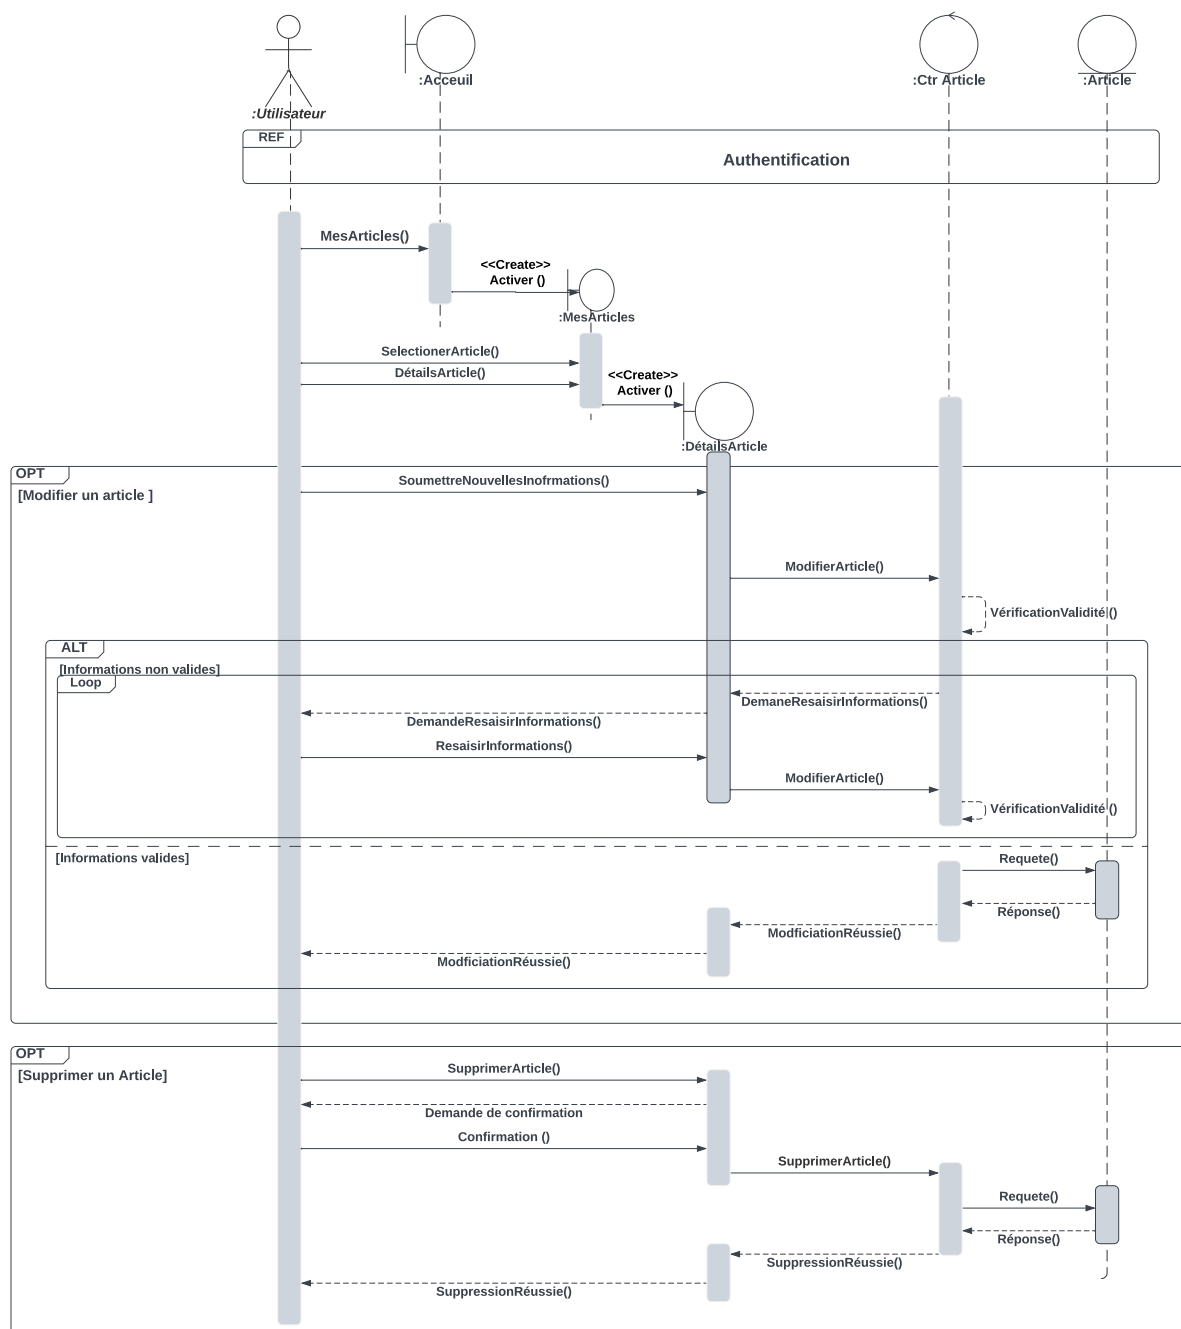 :Acceuil
:Ctr Article
:Article
:Utilisateur
REF
Authentification
MesArticles()
<<Create>>
Activer ()
:MesArticles
SelectionerArticle()
DétailsArticle()
<<Create>>
Activer ()
:DétailsArticle
OPT
[Modifier un article ]
SoumettreNouvellesInofrmations()
ModifierArticle()
VérificationValidité ()
ALT
[Informations non valides]
Loop
DemaneResaisirInformations()
DemandeResaisirInformations()
ResaisirInformations()
ModifierArticle()
VérificationValidité ()
[Informations valides]
Requete()
Réponse()
ModficiationRéussie()
ModficiationRéussie()
OPT
[Supprimer un Article]
SupprimerArticle()
Demande de confirmation
Confirmation ()
SupprimerArticle()
Requete()
Réponse()
SuppressionRéussie()
SuppressionRéussie()